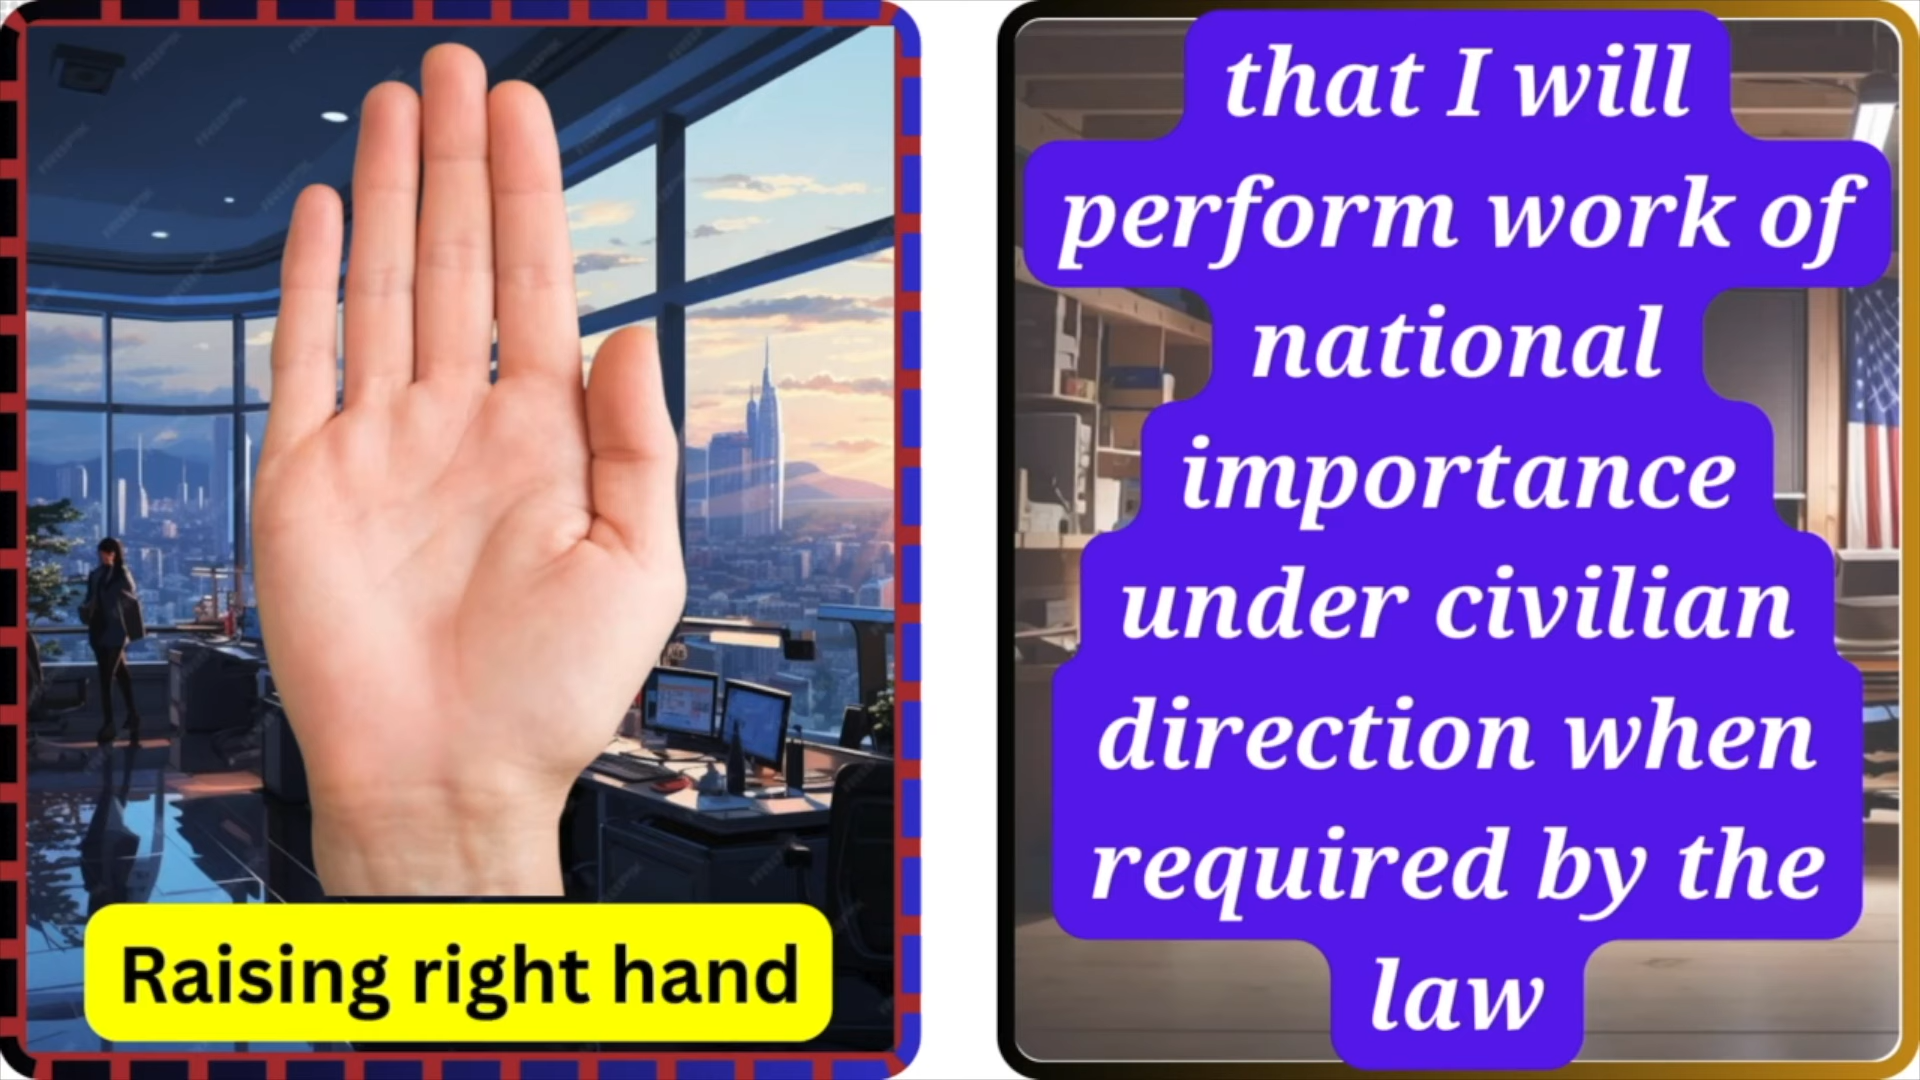 Raising right hand
that I will
perform work of
national
importance
under civilian
direction when
required by the
law